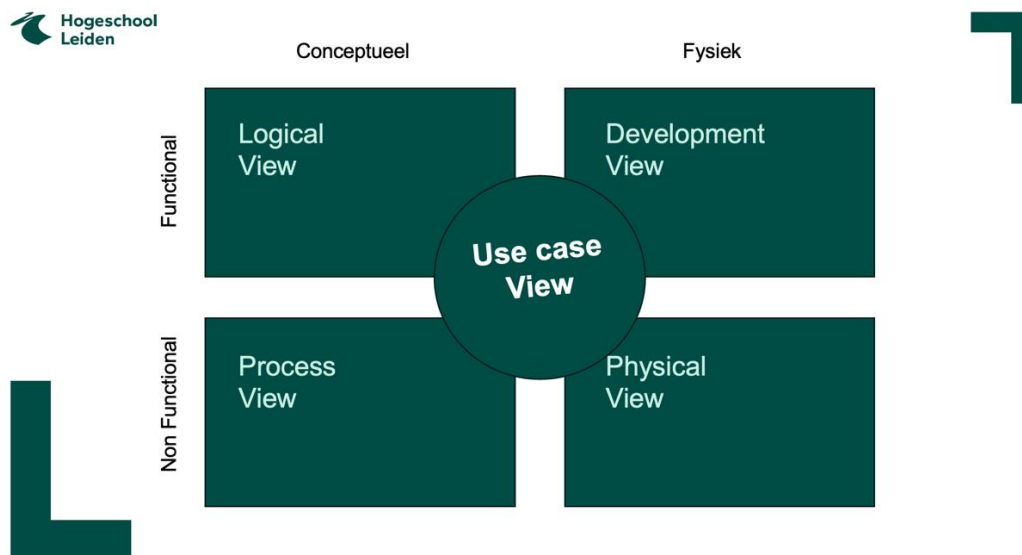 Hogeschool
Leiden
Conceptueel
Fysiek
Functional
Logical
View
Development
View
Use case
View
Non Functional
Process
View
Physical
View